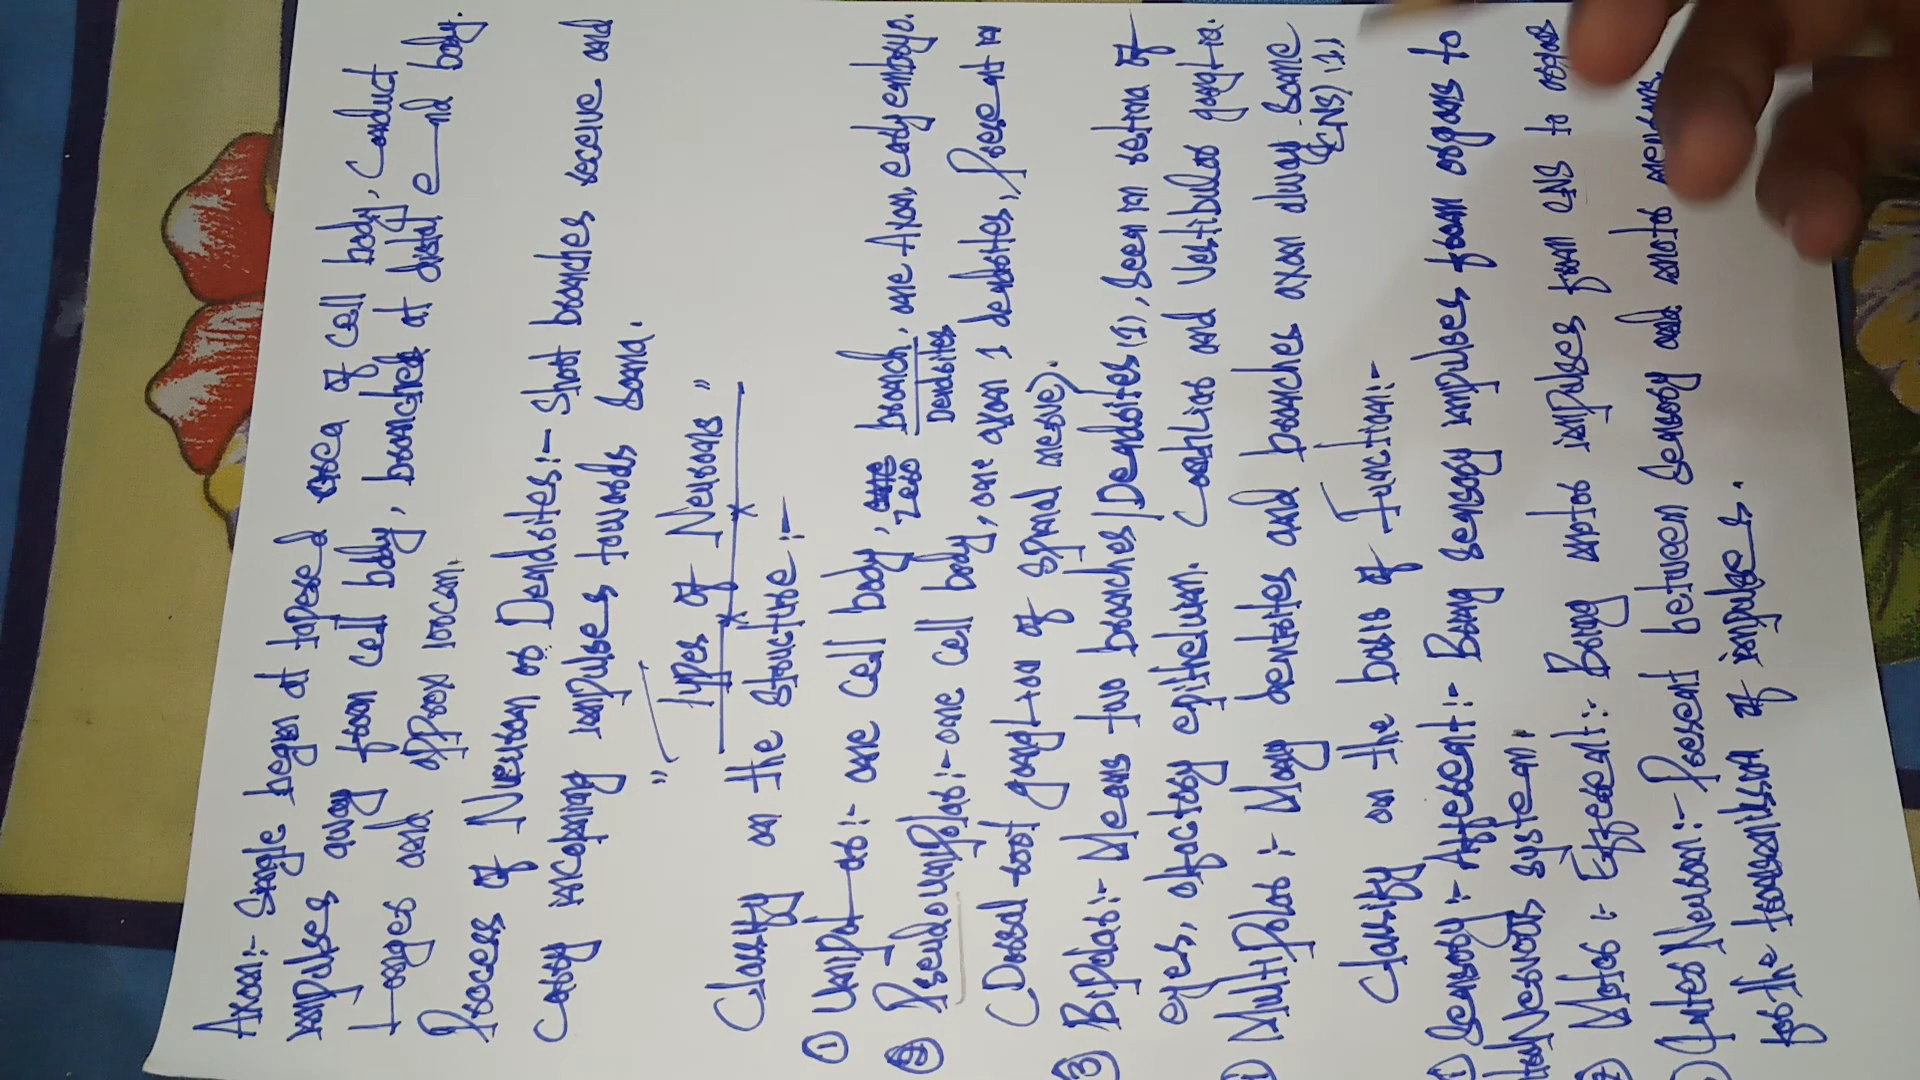 Axon:- Single began at tapered area of cell body, Conduct
impulses away from cell body, branched at distal end body.
Longer and approx 100cm.
Process of Neuron or Dendrites:- Short branches receive and
Carry incoming impulses towards Soma.
"Types of Neurons"
Classify on the "Structure :-
① Unipolar:- one cell body, zero branch, one Axon, early embryo.
Dendrites
② Pseudounipolar:- one cell body, one axon 1 dendrites, Present in
(Dorsal root ganglion of spinal nerve).
③ Bipolar:- Means two branches/Dendrites (1), Seen in retina of
eyes, olfactory epithelium. Cochlear and Vestibular ganglia.
Multipolar :- Many dentrites and branches axon always Same
(CNS)
Classify on the basis of Function:-
Sensory :- Afferent:- Bring Sensory impulses from organs to
Nervous system.
Motor :- Efferent:- Bring motor impulses from CNS to organs
Inter Neuron:- Present between Sensory and motor neurons
for the transmission of impulses.